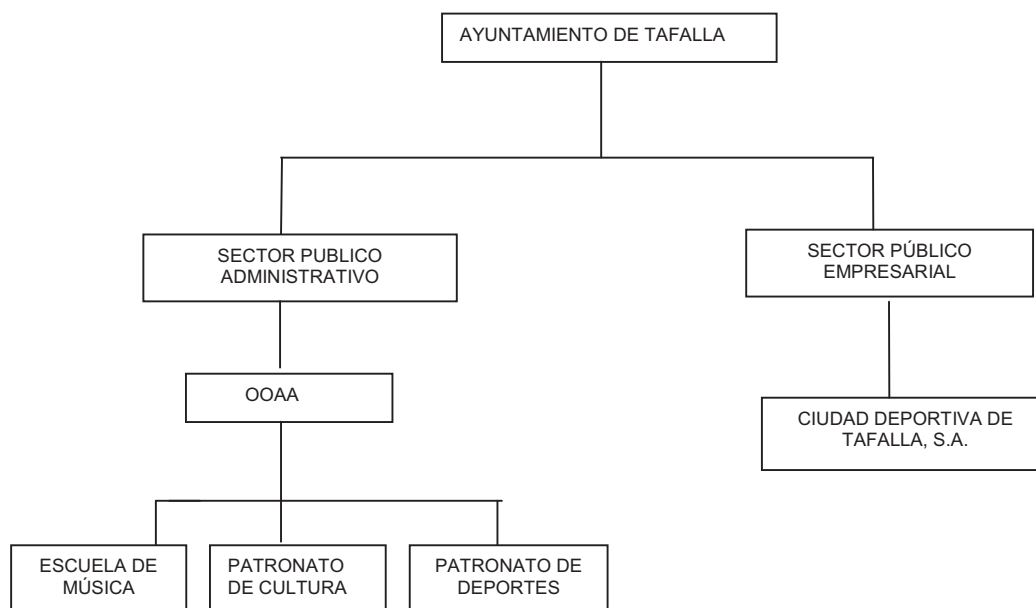 AYUNTAMIENTO DE TAFALLA
SECTOR PUBLICO
ADMINISTRATIVO
SECTOR PÚBLICO
EMPRESARIAL
OOAA
CIUDAD DEPORTIVA DE
TAFALLA, S.A.
ESCUELA DE
MÚSICA
PATRONATO
DE CULTURA
PATRONATO DE
DEPORTES